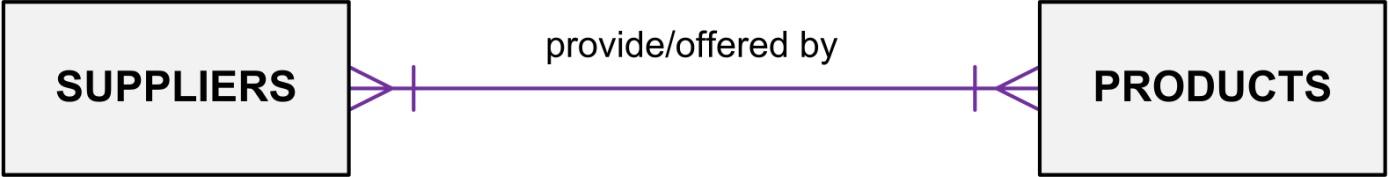 provide/offered by
SUPPLIERS
PRODUCTS